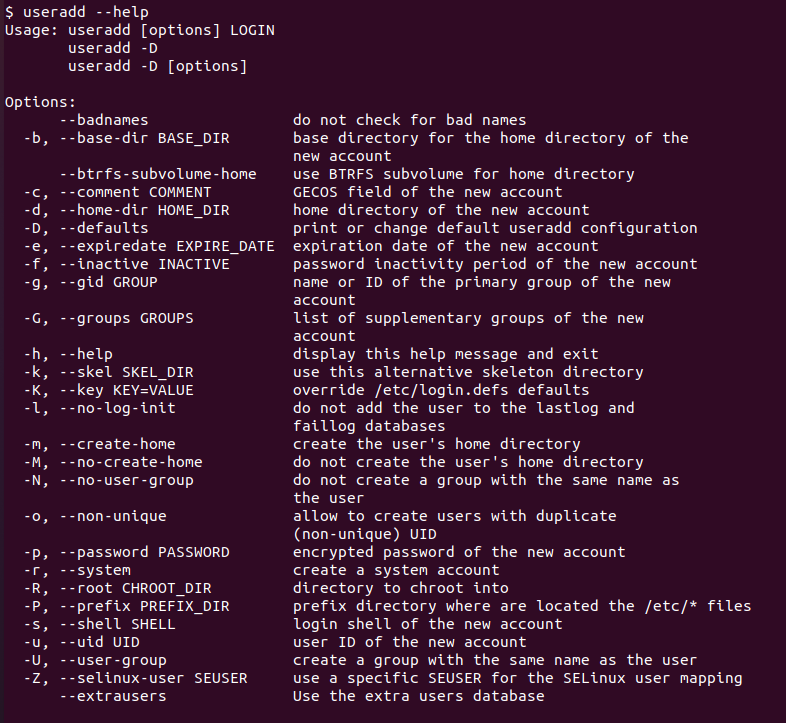 $ useradd --help
Usage: useradd [options] LOGIN
       useradd -D
       useradd -D [options]

Options:
      --badnames                do not check for bad names
  -b, --base-dir BASE_DIR       base directory for the home directory of the
                                new account
      --btrfs-subvolume-home    use BTRFS subvolume for home directory
  -c, --comment COMMENT         GECOS field of the new account
  -d, --home-dir HOME_DIR       home directory of the new account
  -D, --defaults                print or change default useradd configuration
  -e, --expiredate EXPIRE_DATE  expiration date of the new account
  -f, --inactive INACTIVE       password inactivity period of the new account
  -g, --gid GROUP               name or ID of the primary group of the new
                                account
  -G, --groups GROUPS           list of supplementary groups of the new
                                account
  -h, --help                    display this help message and exit
  -k, --skel SKEL_DIR           use this alternative skeleton directory
  -K, --key KEY=VALUE           override /etc/login.defs defaults
  -l, --no-log-init             do not add the user to the lastlog and
                                faillog databases
  -m, --create-home             create the user's home directory
  -M, --no-create-home          do not create the user's home directory
  -N, --no-user-group           do not create a group with the same name as
                                the user
  -o, --non-unique              allow to create users with duplicate
                                (non-unique) UID
  -p, --password PASSWORD       encrypted password of the new account
  -r, --system                  create a system account
  -R, --root CHROOT_DIR         directory to chroot into
  -P, --prefix PREFIX_DIR       prefix directory where are located the /etc/* files
  -s, --shell SHELL             login shell of the new account
  -u, --uid UID                 user ID of the new account
  -U, --user-group              create a group with the same name as the user
  -Z, --selinux-user SEUSER     use a specific SEUSER for the SELinux user mapping
      --extrausers              Use the extra users database